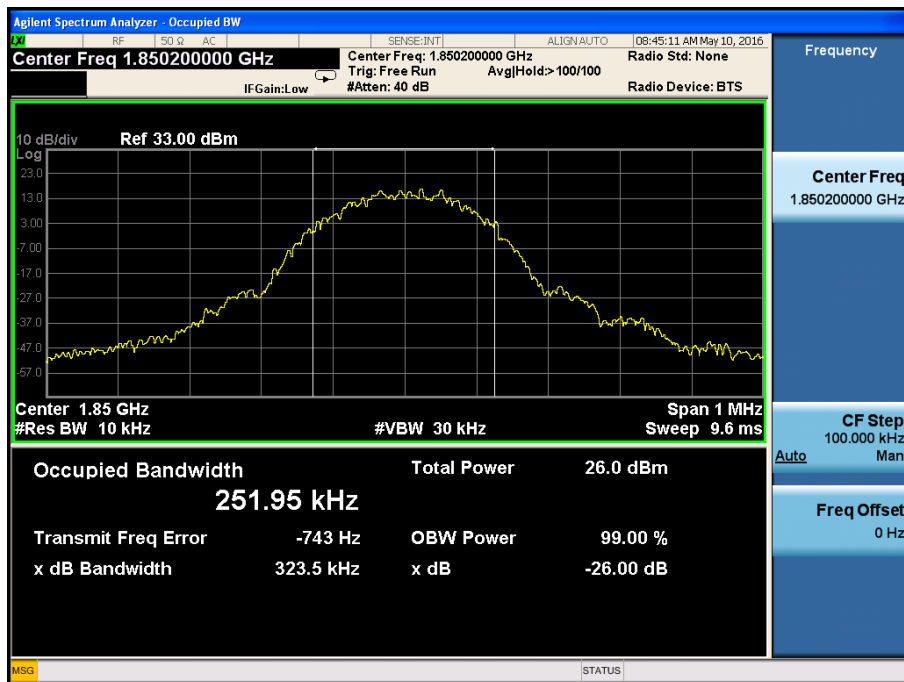 Agilent Spectrum Analyzer - Occupied BW
LXI RF 50 Ω AC SENSE:INT ALIGN AUTO 08:45:11 AM May 10, 2016
Center Freq 1.850200000 GHz
Center Freq: 1.850200000 GHz
Radio Std: None
Trig: Free Run Avg|Hold:> 100/100
IFGain:Low #Atten: 40 dB
Radio Device: BTS
10 dB/div Ref 33.00 dBm
Log
23.0
13.0
3.00
-7.00
-17.0
-27.0
-37.0
-47.0
-57.0
Center 1.85 GHz Span 1 MHz
#Res BW 10 kHz #VBW 30 kHz Sweep 9.6 ms
Occupied Bandwidth Total Power 26.0 dBm
251.95 kHz
Transmit Freq Error -743 Hz OBW Power 99.00 %
x dB Bandwidth 323.5 kHz x dB -26.00 dB
Frequency
Center Freq
1.850200000 GHz
CF Step
100.000 kHz
Auto Man
Freq Offset
0 Hz
MSG STATUS